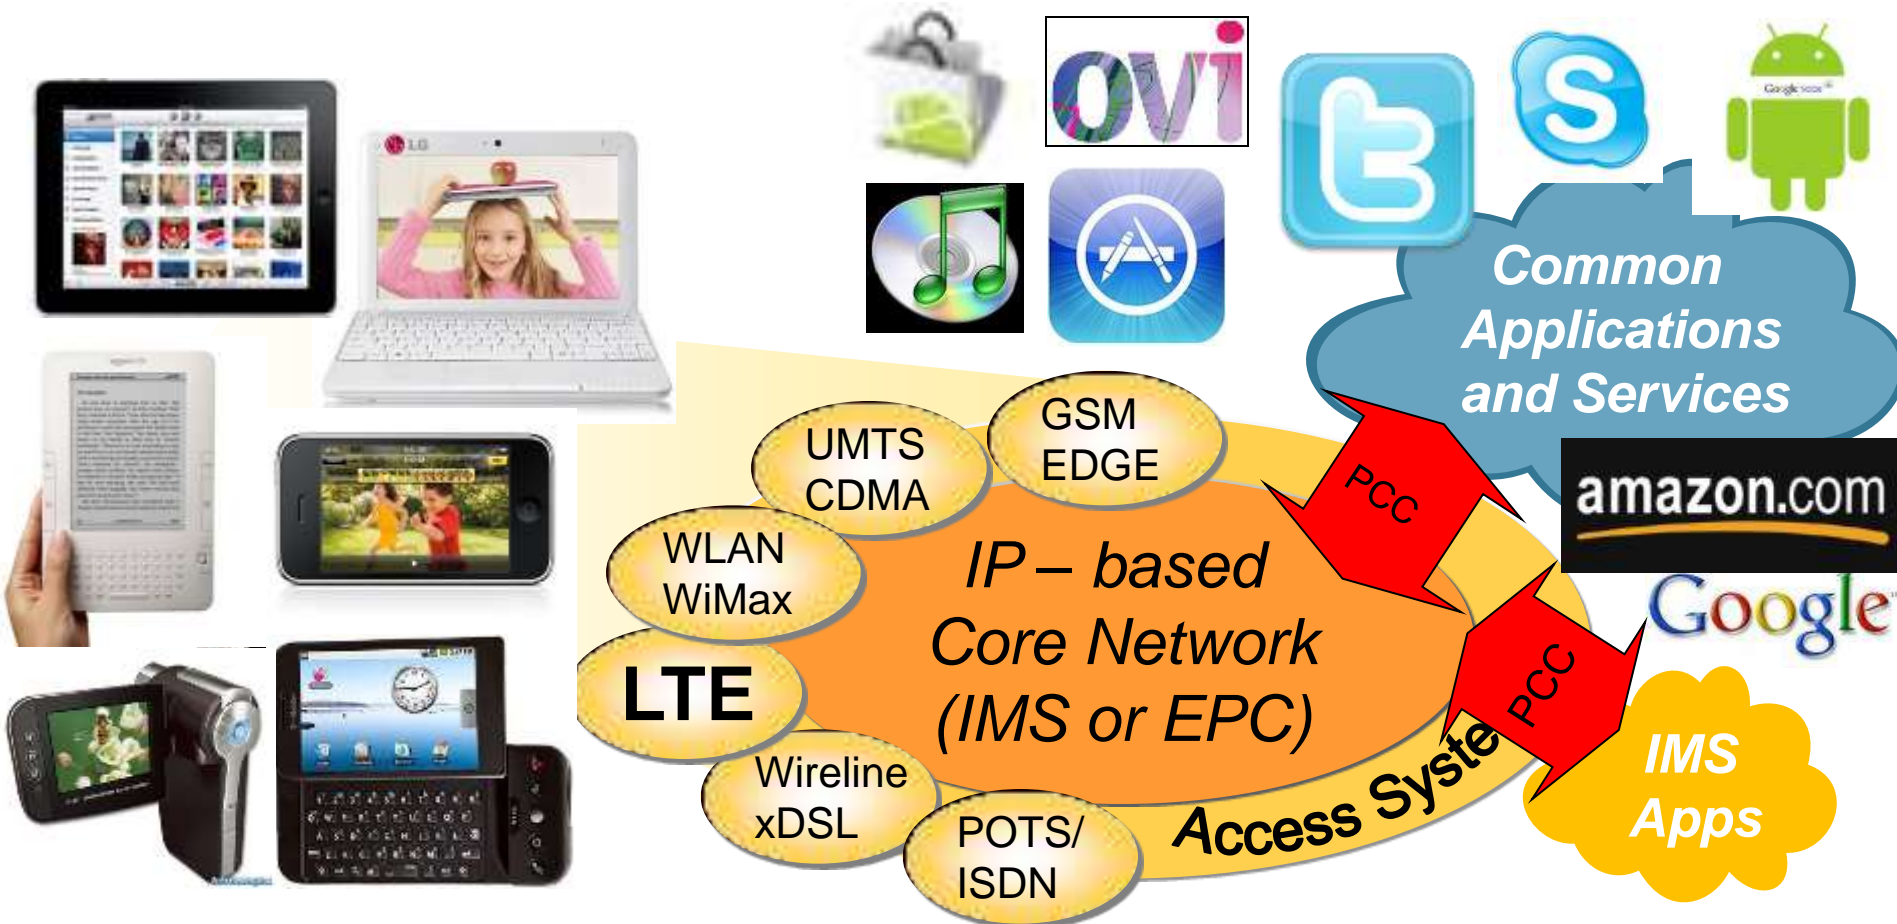 LG
ovi
S
Common
Applications
and Services
GSM
EDGE
UMTS
CDMA
PCC
amazon.com
WLAN
WiMax
IP – based
Core Network
(IMS or EPC)
Google
LTE
PCC
Wireline
xDSL
IMS
Apps
POTS/
ISDN
Access Syste